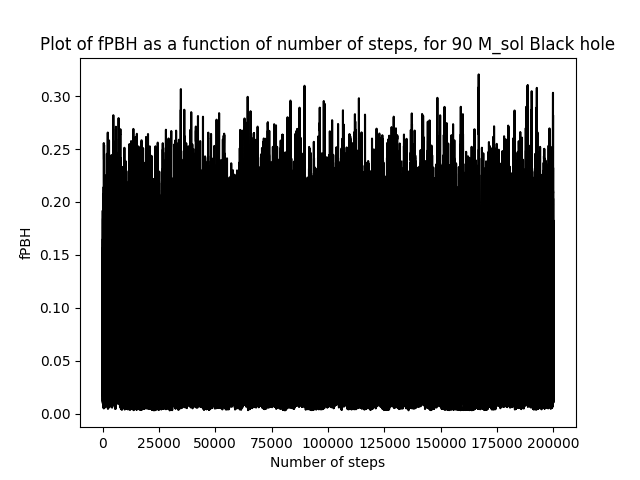 Plot of fPBH as a function of number of steps, for 90 M_sol Black hole
0.30
0.25
0.20
0.15
0.10
0.05
0.00
fPBH
0 25000 50000 75000 100000 125000 150000 175000 200000
Number of steps